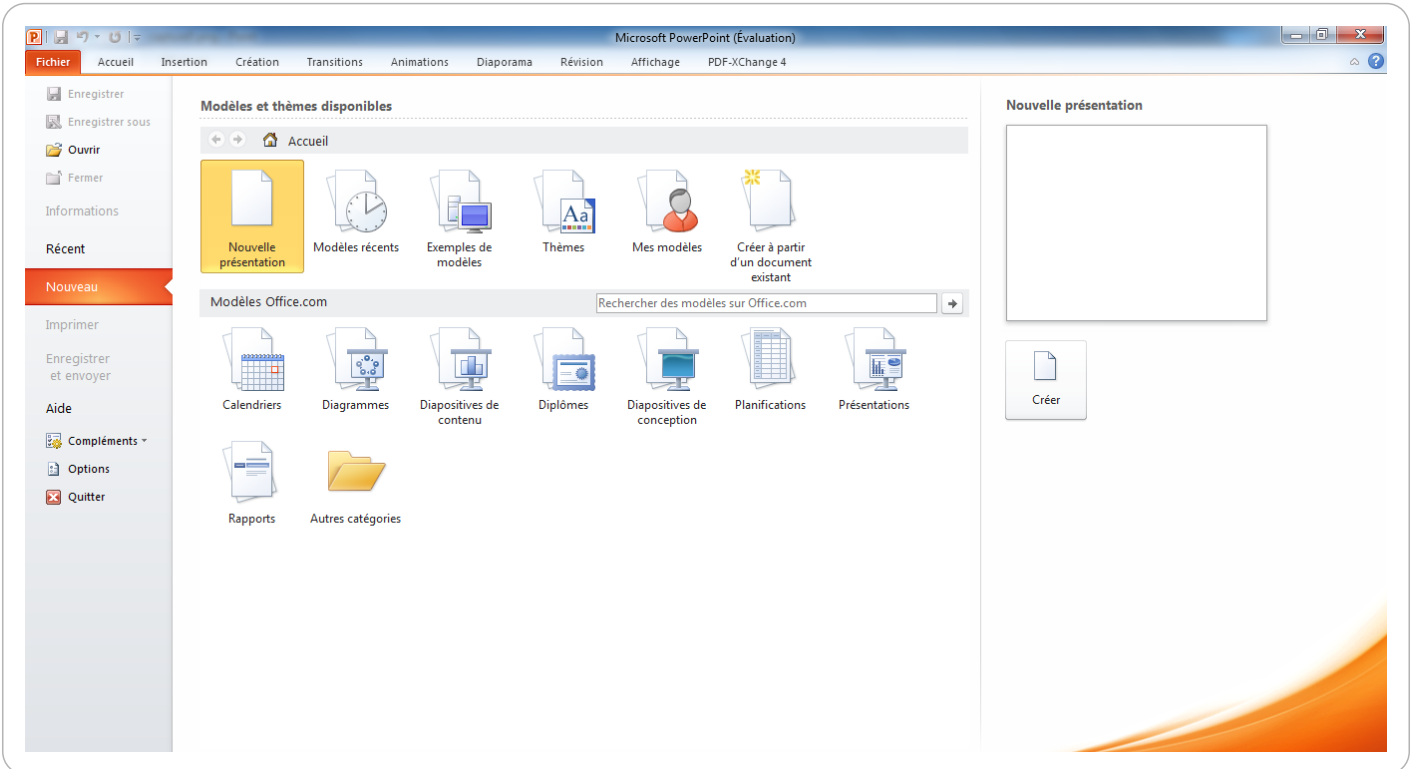 Microsoft PowerPoint (Évaluation)
Fichier Accueil Insertion Création Transitions Animations Diaporama Révision Affichage PDF-XChange 4
Enregistrer
Enregistrer sous
Ouvrir
Fermer
Informations
Récent
Nouveau
Imprimer
Enregistrer
et envoyer
Aide
Compléments
Options
Quitter
Modèles et thèmes disponibles
Accueil
Nouvelle
présentation
Modèles récents
Exemples de
modèles
Thèmes
Mes modèles
Créer à partir
d'un document
existant
Modèles Office.com
Rechercher des modèles sur Office.com
Calendriers
Diagrammes
Diapositives de
contenu
Diplômes
Diapositives de
conception
Planifications
Présentations
Rapports
Autres catégories
Nouvelle présentation
Créer